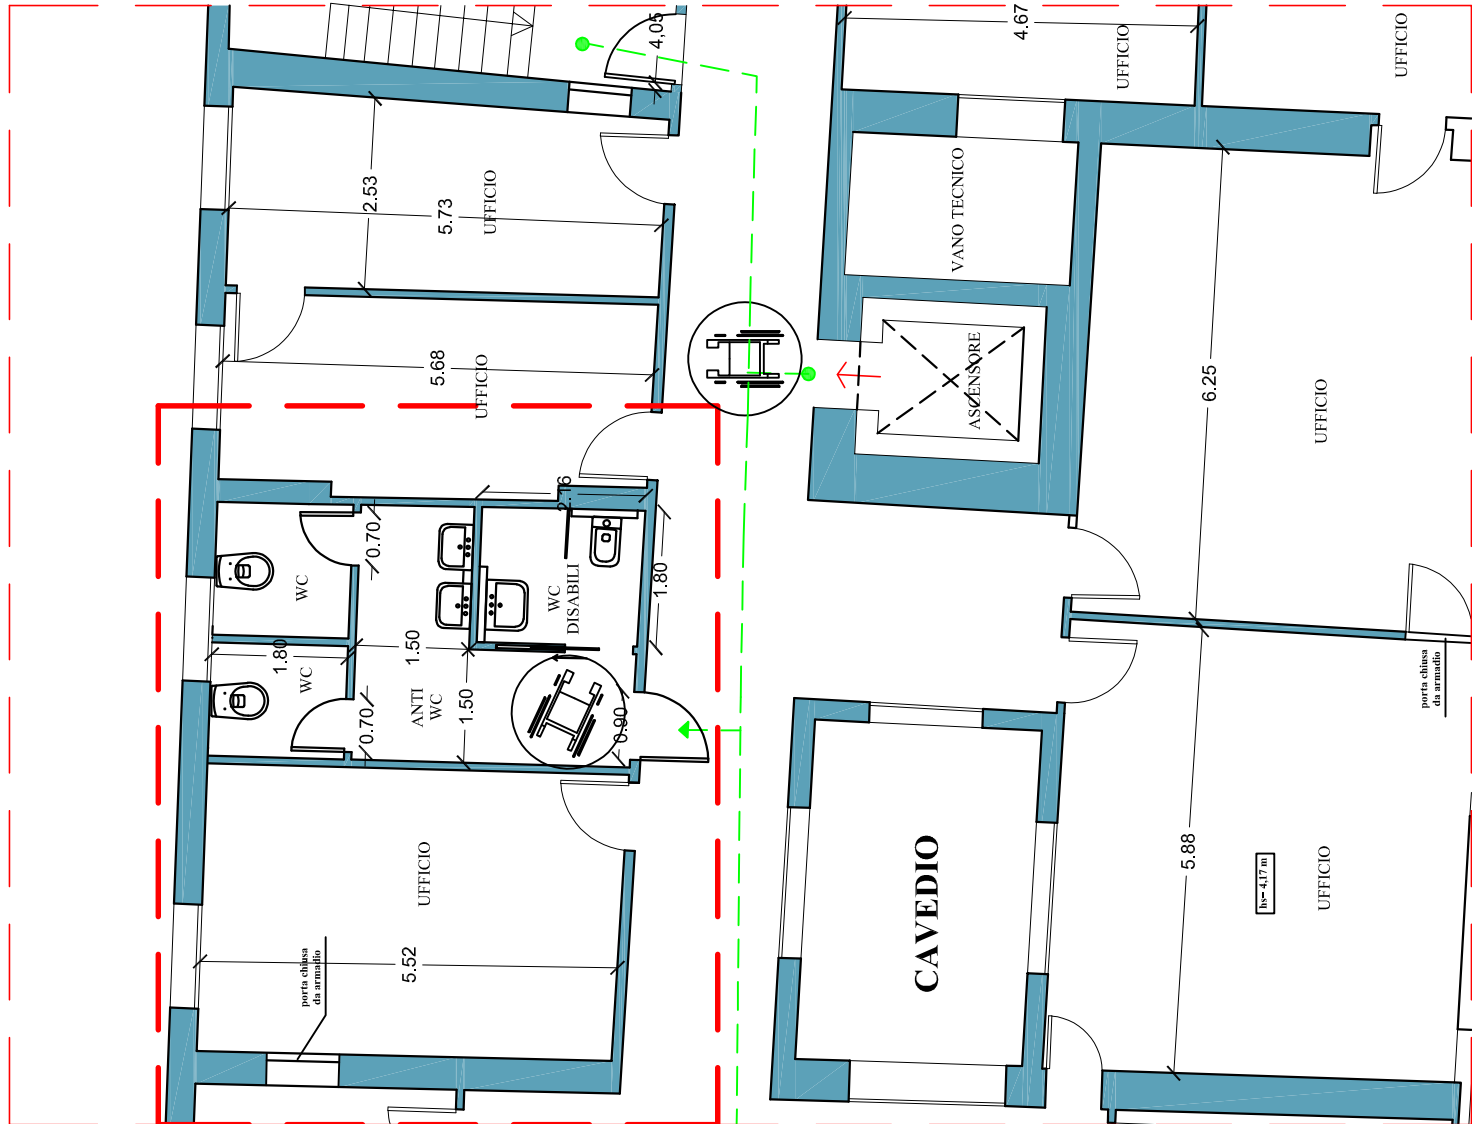 4,05
4.67
UFFICIO
UFFICIO
2.53
5.73
UFFICIO
VANO TECNICO
5.68
UFFICIO
ASCENSORE
6.25
UFFICIO
2.16
0.70
WC
WC
DISABILI
1.80
1.80
WC
1.50
ANTI
WC
1.50
0.70
0.90
porta chiusa
da armadio
UFFICIO
5.52
porta chiusa
da armadio
CAVEDIO
5.88
hs= 4,17 m
UFFICIO